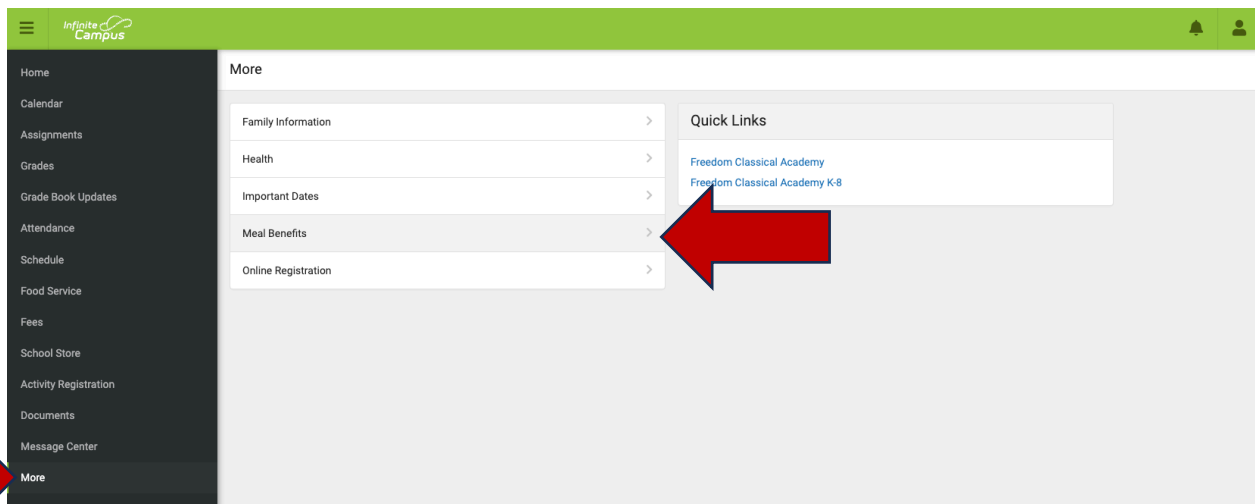 Infinite
Campus
Home
Calendar
Assignments
Grades
Grade Book Updates
Attendance
Schedule
Food Service
Fees
School Store
Activity Registration
Documents
Message Center
More
More
Family Information
Health
Important Dates
Meal Benefits
Online Registration
Quick Links
Freedom Classical Academy
Freedom Classical Academy K-8